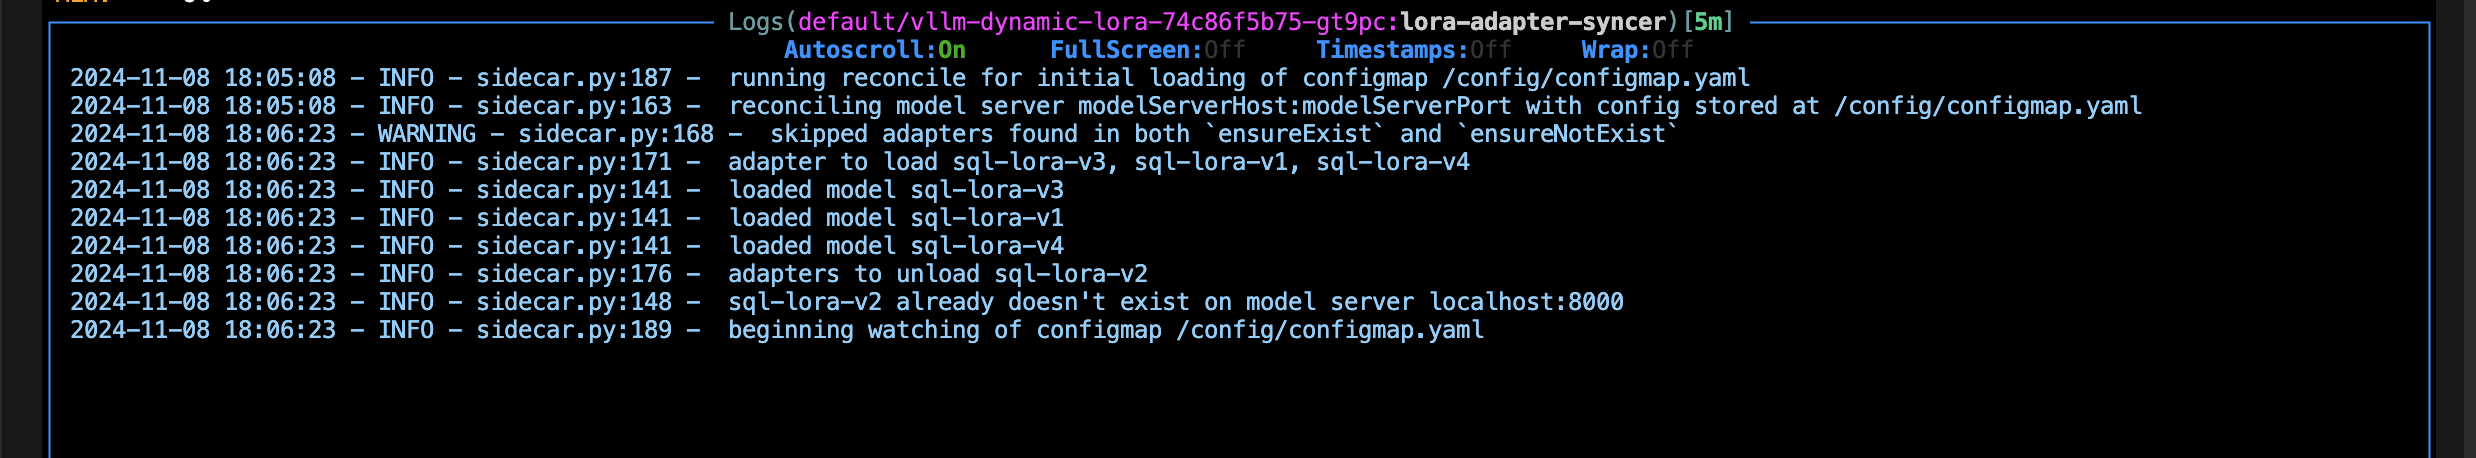 Logs(default/vllm-dynamic-lora-74c86f5b75-gt9pc:lora-adapter-syncer)[5m]
Autoscroll:On FullScreen:Off Timestamps:Off Wrap:Off
2024-11-08 18:05:08 - INFO - sidecar.py:187 - running reconcile for initial loading of configmap /config/configmap.yaml
2024-11-08 18:05:08 - INFO - sidecar.py:163 - reconciling model server modelServerHost:modelServerPort with config stored at /config/configmap.yaml
2024-11-08 18:06:23 - WARNING - sidecar.py:168 - skipped adapters found in both `ensureExist` and `ensureNotExist`
2024-11-08 18:06:23 - INFO - sidecar.py:171 - adapter to load sql-lora-v3, sql-lora-v1, sql-lora-v4
2024-11-08 18:06:23 - INFO - sidecar.py:141 - loaded model sql-lora-v3
2024-11-08 18:06:23 - INFO - sidecar.py:141 - loaded model sql-lora-v1
2024-11-08 18:06:23 - INFO - sidecar.py:141 - loaded model sql-lora-v4
2024-11-08 18:06:23 - INFO - sidecar.py:176 - adapters to unload sql-lora-v2
2024-11-08 18:06:23 - INFO - sidecar.py:148 - sql-lora-v2 already doesn't exist on model server localhost:8000
2024-11-08 18:06:23 - INFO - sidecar.py:189 - beginning watching of configmap /config/configmap.yaml